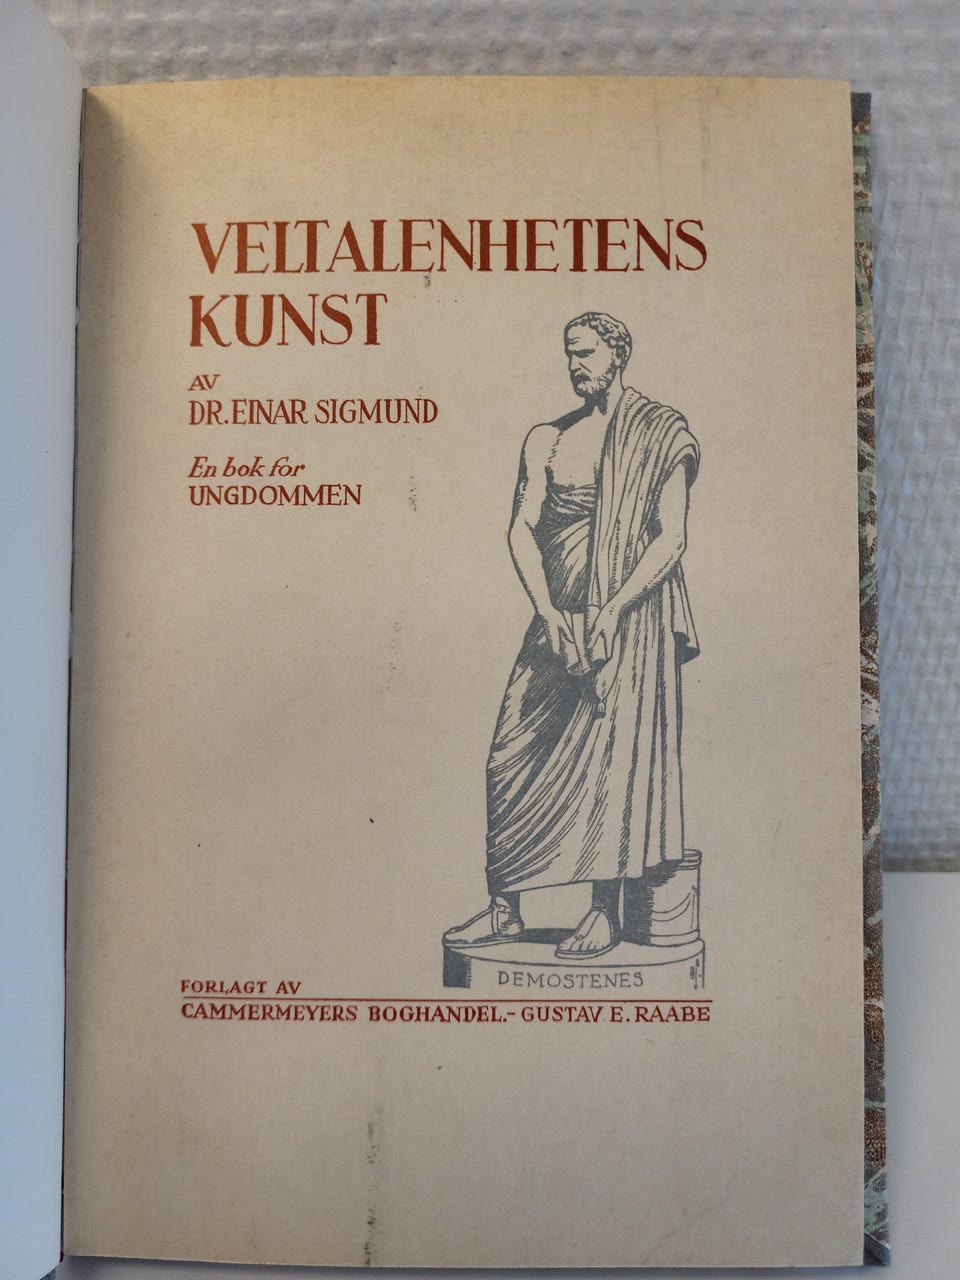 VELTALENHETENS
KUNST
AV
DR. EINAR SIGMUND
En bok for
UNGDOMMEN
DEMOSTENES
FORLAGT AV
CAMMERMEYERS BOGHANDEL.- GUSTAV E. RAABE